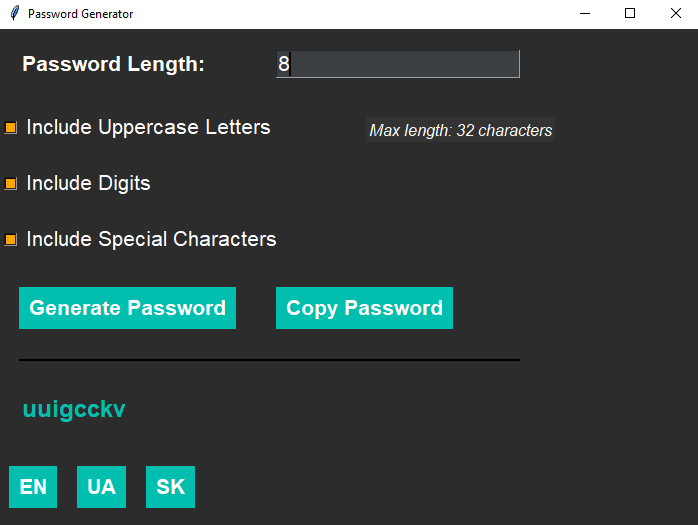 Password Generator
Password Length: 8
Include Uppercase Letters
Max length: 32 characters
Include Digits
Include Special Characters
Generate Password Copy Password
uuigcckv
EN UA SK